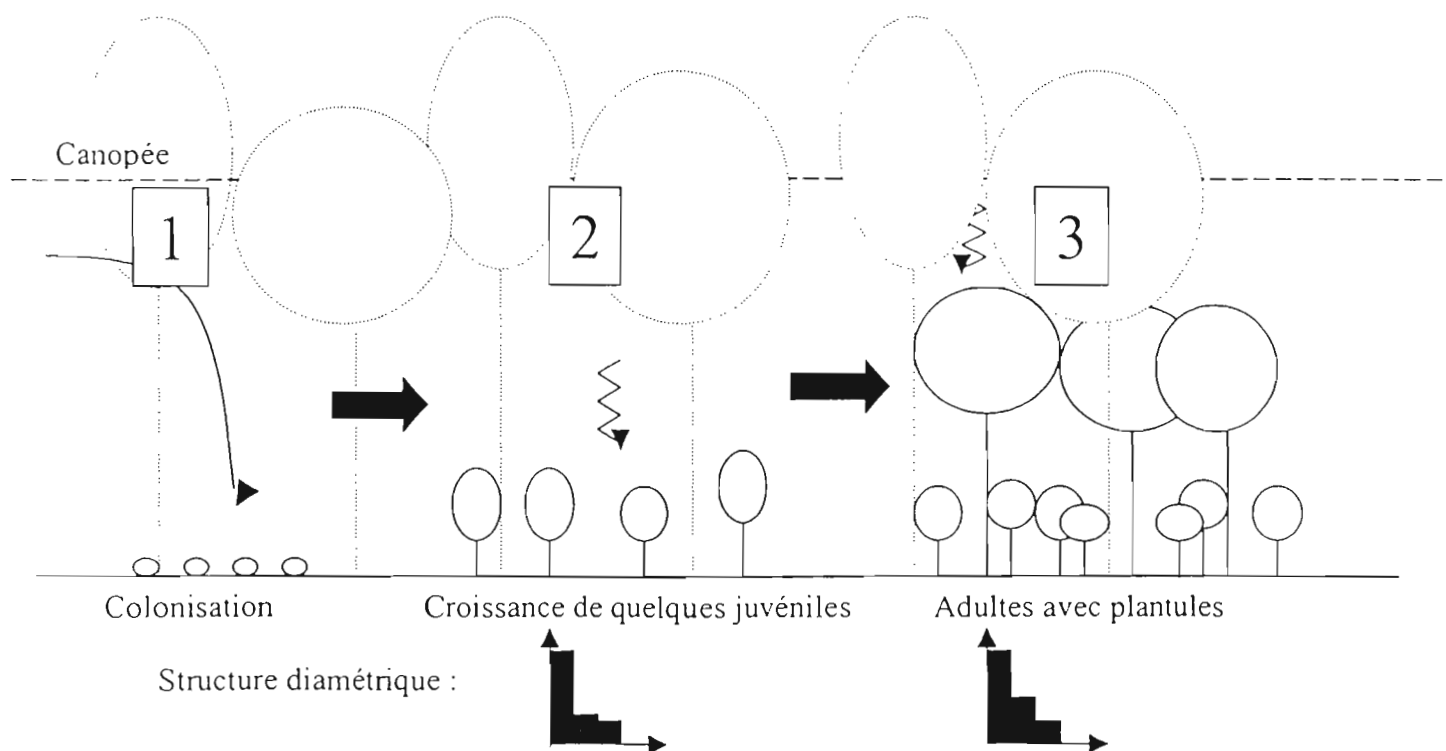 Canopée
1
2
3
Colonisation
Croissance de quelques juvéniles
Adultes avec plantules
Structure diamétrique :